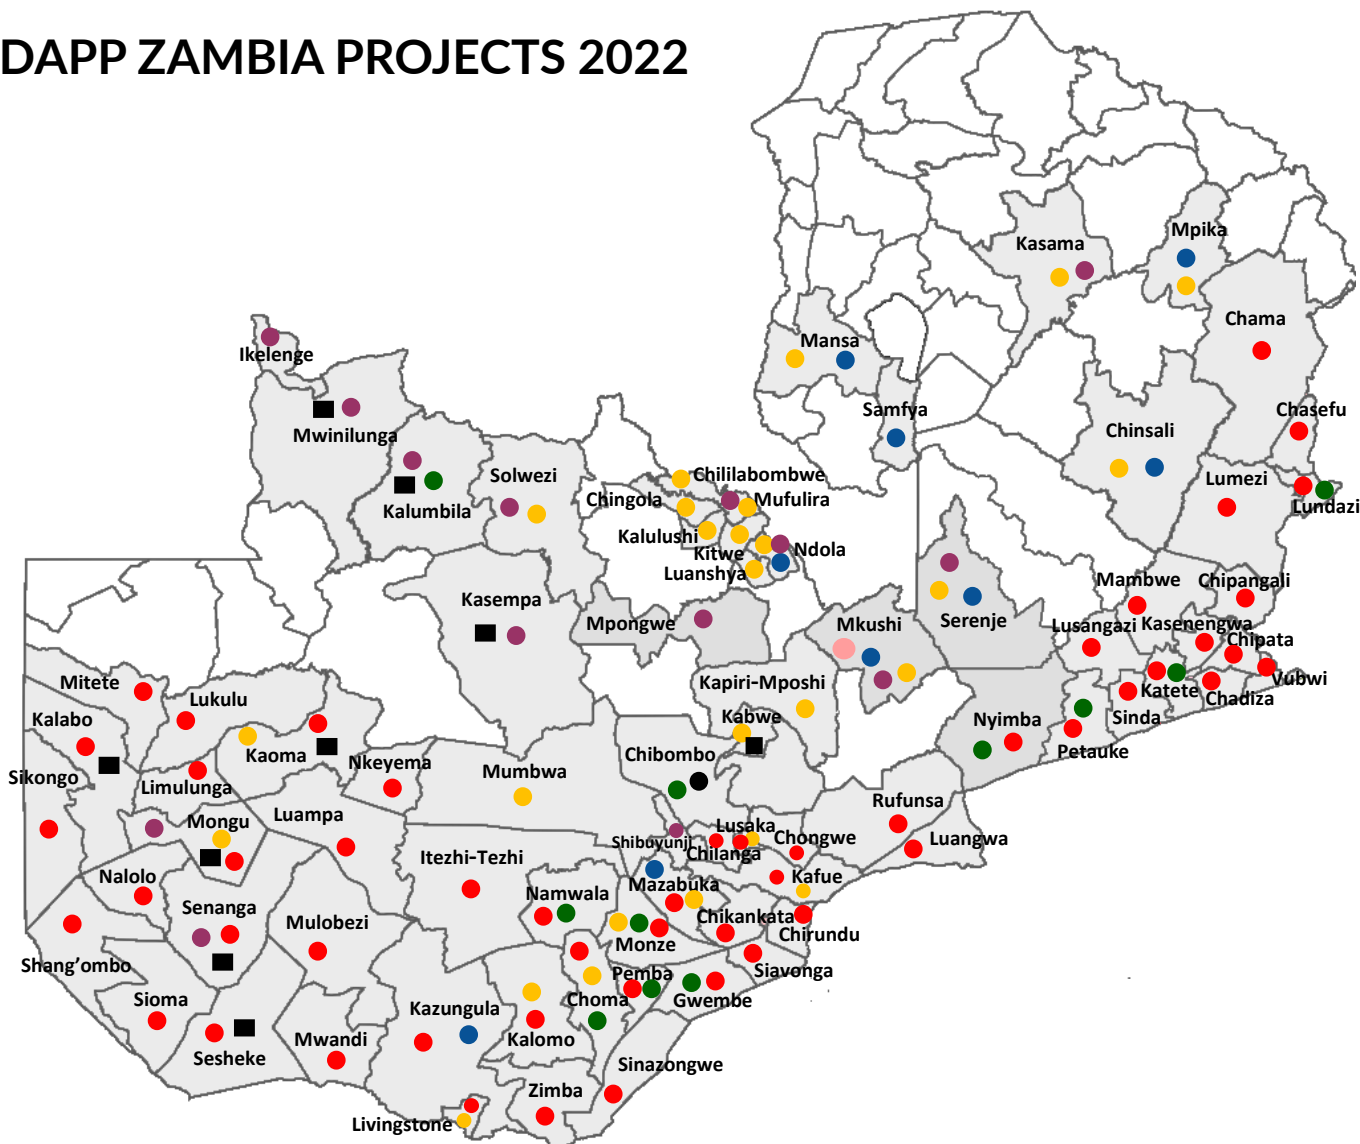 DAPP ZAMBIA PROJECTS 2022
Mpika
Kasama
Chama
Mansa
Ikelenge
Samfya
Chasefu
Chinsali
Mwinilunga
Solwezi
Chililabombwe
Lumezi
Chingola
Mufulira
Lundazi
Kalumbila
Kalulushi
Kitwe
Ndola
Luanshya
Mambwe
Chipangali
Kasempa
Mpongwe
Mkushi
Serenje
Lusangazi
Kasenengwa
Chipata
Vubwi
Mitete
Kapiri-Mposhi
Katete
Chadiza
Lukulu
Sinda
Kalabo
Kabwe
Nyimba
Petauke
Kaoma
Nkeyema
Chibombo
Sikongo
Mumbwa
Limulunga
Rufunsa
Luampa
Mongu
Lusaka
Chongwe
Luangwa
Shibuyunji
Chilanga
Itezhi-Tezhi
Nalolo
Kafue
Mazabuka
Namwala
Senanga
Chikankata
Mulobezi
Chirundu
Monze
Shang'ombo
Siavonga
Pemba
Sioma
Choma
Gwembe
Kazungula
Kalomo
Mwandi
Sesheke
Sinazongwe
Zimba
Livingstone